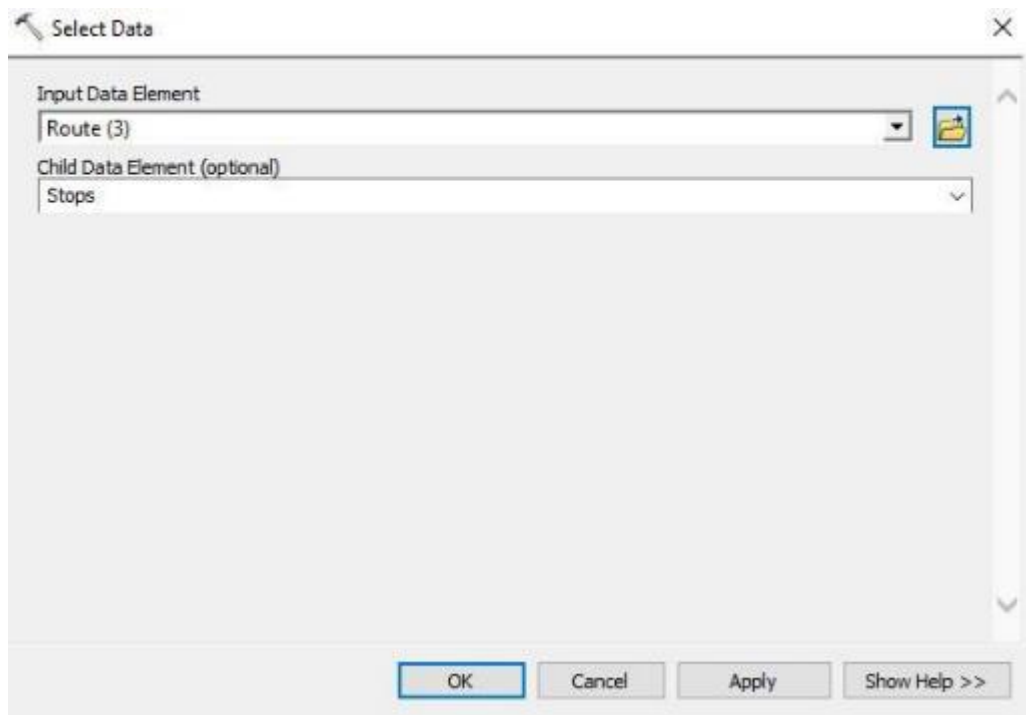 Select Data
Input Data Element
Route (3)
Child Data Element (optional)
Stops
OK Cancel Apply Show Help >>